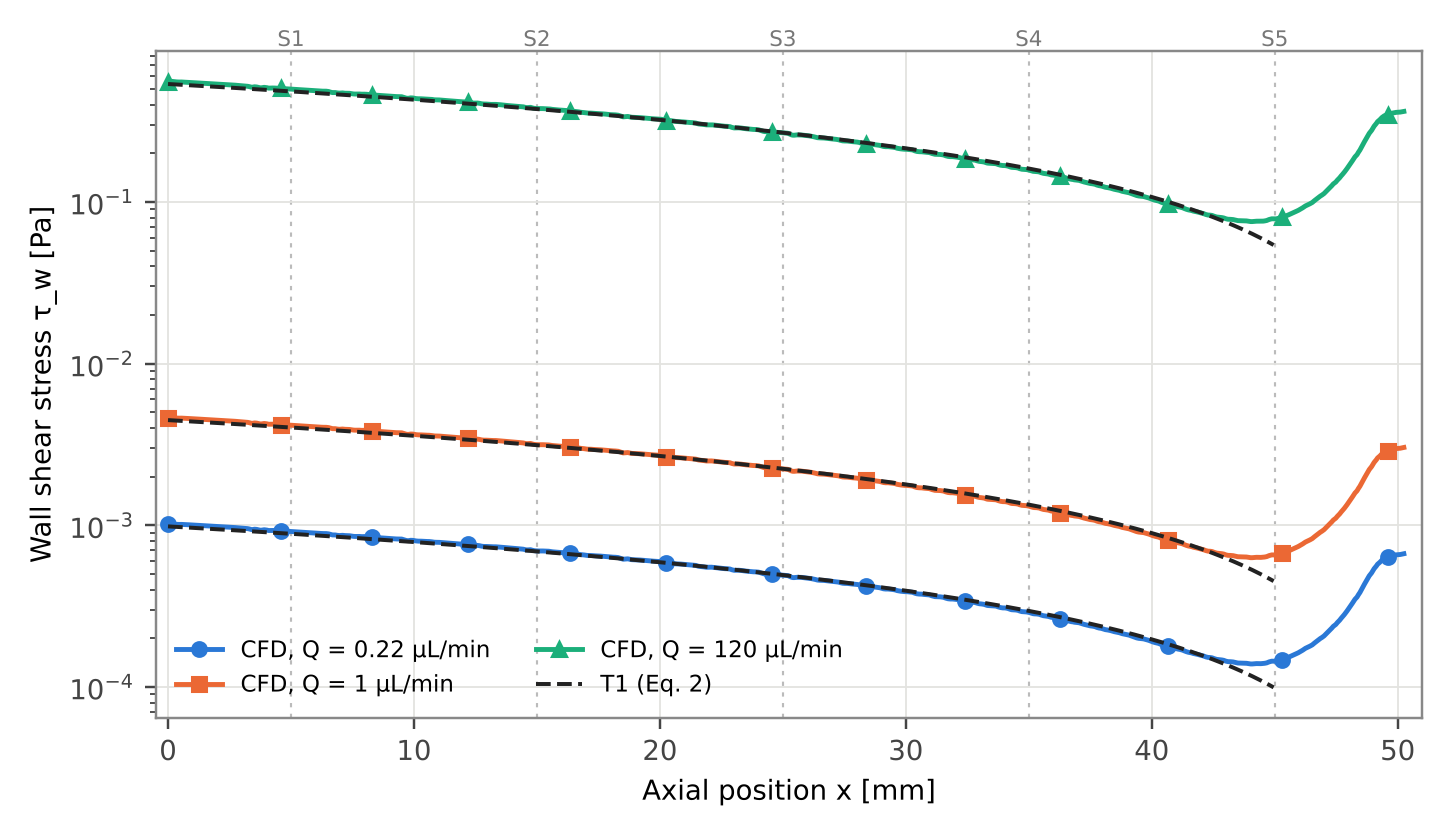 S1 S2 S3 S4 S5
Wall shear stress τ_w [Pa]
10⁻¹
10⁻²
10⁻³
10⁻⁴
CFD, Q = 0.22 µL/min
CFD, Q = 1 µL/min
CFD, Q = 120 µL/min
T1 (Eq. 2)
0 10 20 30 40 50
Axial position x [mm]